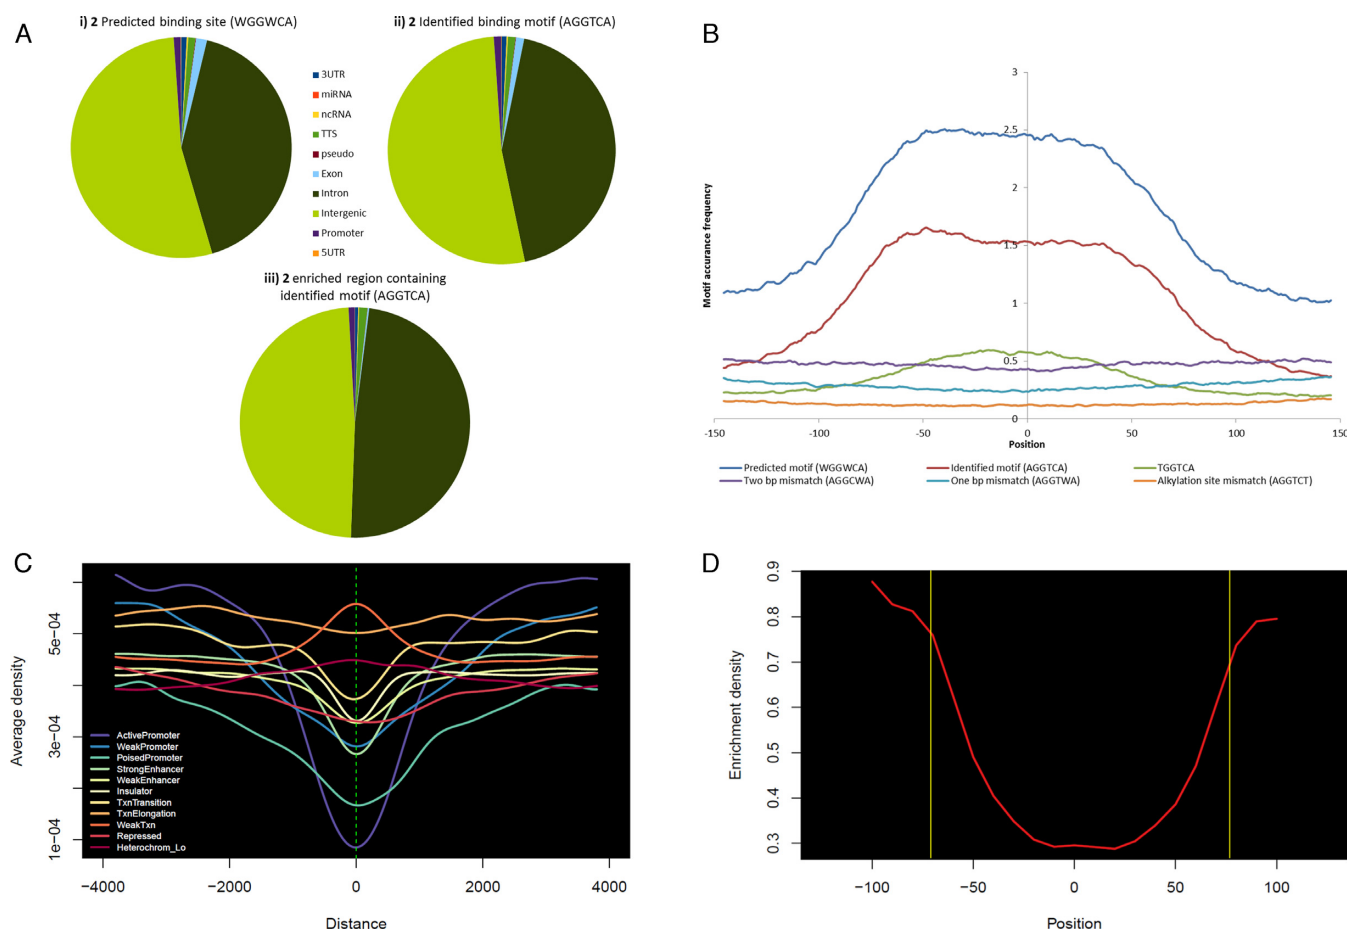 A
i) 2 Predicted binding site (WGGWCA)
ii) 2 Identified binding motif (AGGTCA)
3UTR
miRNA
ncRNA
TTS
pseudo
Exon
Intron
Intergenic
Promoter
5UTR
iii) 2 enriched region containing
identified motif (AGGTCA)
B
Motif accurance frequency
3
2.5
2
1.5
1
0.5
0
-150 -100 -50 0 50 100 150
Position
Predicted motif (WGGWCA) Identified motif (AGGTCA) TGGTCA
Two bp mismatch (AGGCWA) One bp mismatch (AGGTWA) Alkylation site mismatch (AGGTCT)
C
Average density
5e−04
3e−04
1e−04
ActivePromoter
WeakPromoter
PoisedPromoter
StrongEnhancer
WeakEnhancer
Insulator
TxnTransition
TxnElongation
WeakTxn
Repressed
Heterochrom_Lo
−4000 −2000 0 2000 4000
Distance
D
Enrichment density
0.9
0.8
0.7
0.6
0.5
0.4
0.3
−100 −50 0 50 100
Position